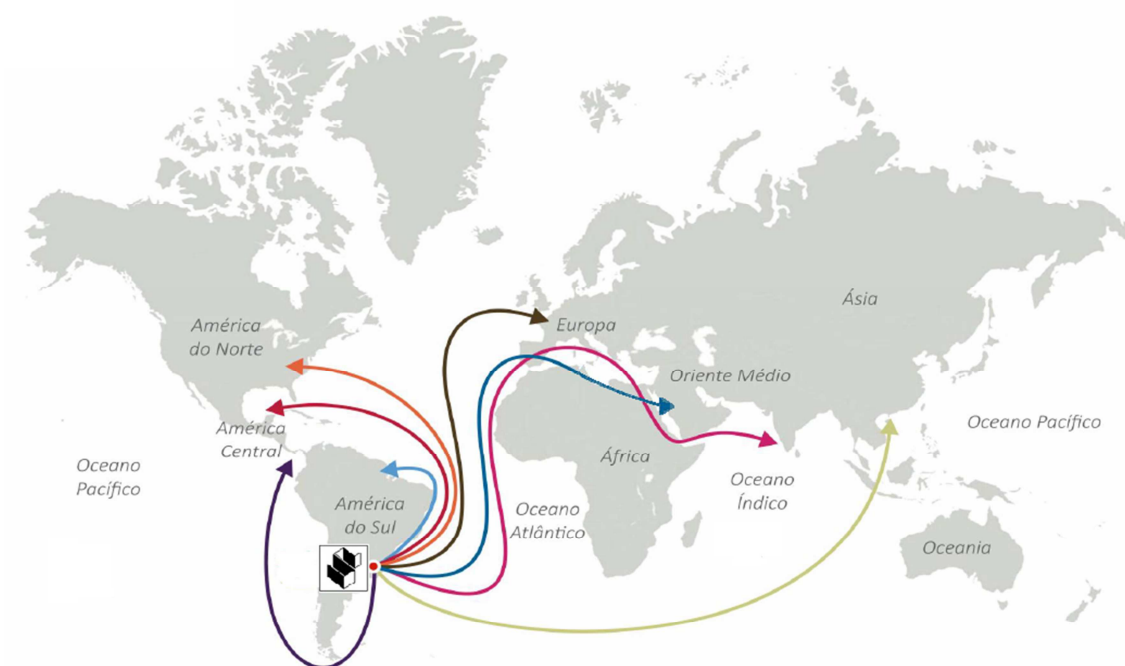 Ásia
América
do Norte
Europa
Oriente Médio
Oceano Pacífico
América
Central
África
Oceano
Pacífico
Oceano
Índico
América
do Sul
Oceano
Atlântico
Oceania